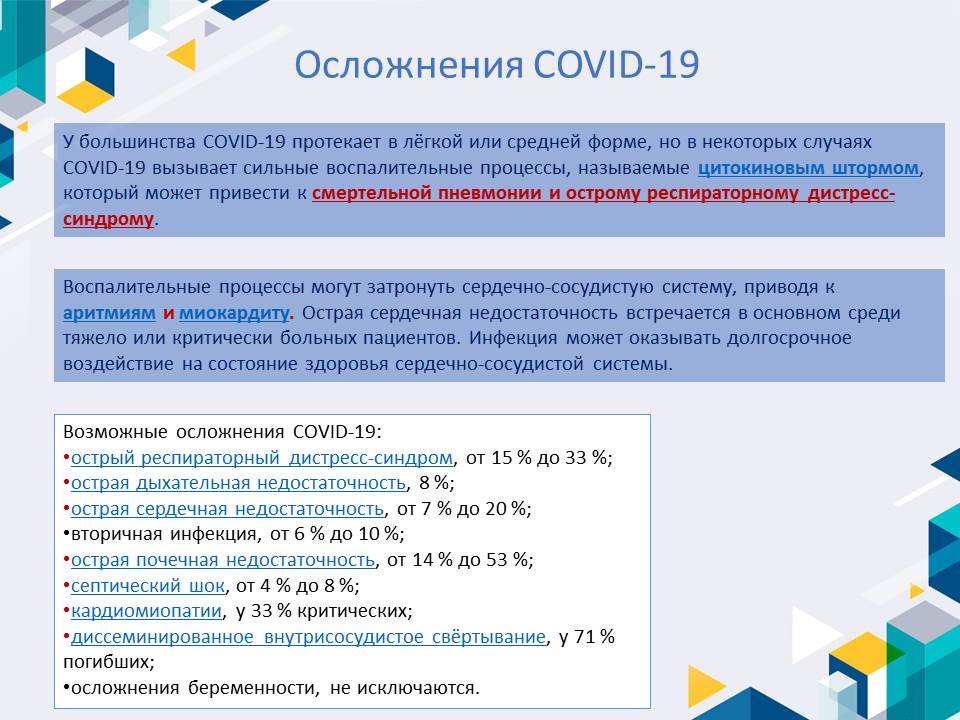 Осложнения COVID-19
У большинства COVID-19 протекает в лёгкой или средней форме, но в некоторых случаях
COVID-19 вызывает сильные воспалительные процессы, называемые цитокиновым штормом,
который может привести к смертельной пневмонии и острому респираторному дистресс-
синдрому.
Воспалительные процессы могут затронуть сердечно-сосудистую систему, приводя к
аритмиям и миокардиту. Острая сердечная недостаточность встречается в основном среди
тяжело или критически больных пациентов. Инфекция может оказывать долгосрочное
воздействие на состояние здоровья сердечно-сосудистой системы.
Возможные осложнения COVID-19:
•острый респираторный дистресс-синдром, от 15 % до 33 %;
•острая дыхательная недостаточность, 8 %;
•острая сердечная недостаточность, от 7 % до 20 %;
•вторичная инфекция, от 6 % до 10 %;
•острая почечная недостаточность, от 14 % до 53 %;
•септический шок, от 4 % до 8 %;
•кардиомиопатии, у 33 % критических;
•диссеминированное внутрисосудистое свёртывание, у 71 %
погибших;
•осложнения беременности, не исключаются.